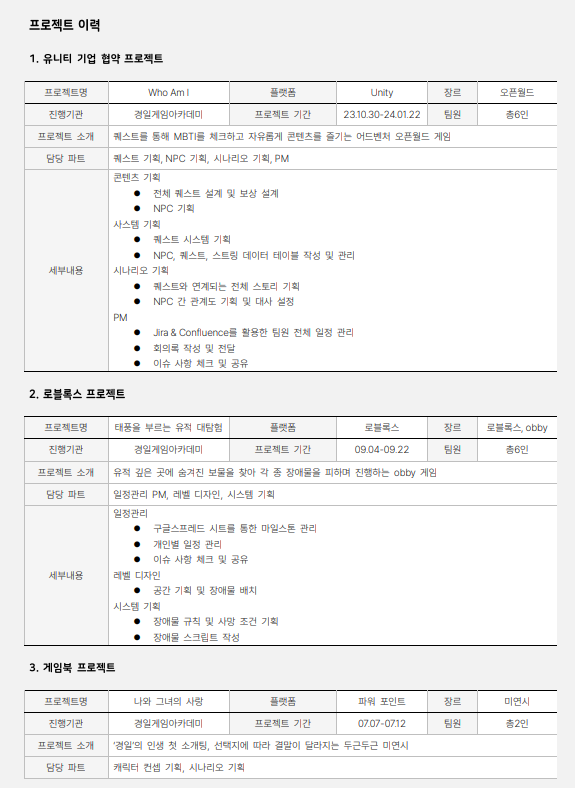 프로젝트 이력
1. 유니티 기업 협약 프로젝트
프로젝트명 Who Am I 플랫폼 Unity 장르 오픈월드
진행기관 경일게임아카데미 프로젝트 기간 23.10.30-24.01.22 팀원 총6인
프로젝트 소개 퀘스트를 통해 MBTI를 체크하고 자유롭게 콘텐츠를 즐기는 어드벤처 오픈월드 게임
담당 파트 퀘스트 기획, NPC 기획, 시나리오 기획, PM
세부내용
콘텐츠 기획
● 전체 퀘스트 설계 및 보상 설계
● NPC 기획
사스템 기획
● 퀘스트 시스템 기획
● NPC, 퀘스트, 스트링 데이터 테이블 작성 및 관리
시나리오 기획
● 퀘스트와 연계되는 전체 스토리 기획
● NPC 간 관계도 기획 및 대사 설정
PM
● Jira & Confluence를 활용한 팀원 전체 일정 관리
● 회의록 작성 및 전달
● 이슈 사항 체크 및 공유
2. 로블록스 프로젝트
프로젝트명 태풍을 부르는 유적 대탐험 플랫폼 로블록스 장르 로블록스, obby
진행기관 경일게임아카데미 프로젝트 기간 09.04-09.22 팀원 총6인
프로젝트 소개 유적 깊은 곳에 숨겨진 보물을 찾아 각 종 장애물을 피하며 진행하는 obby 게임
담당 파트 일정관리 PM, 레벨 디자인, 시스템 기획
세부내용
일정관리
● 구글스프레드 시트를 통한 마일스톤 관리
● 개인별 일정 관리
● 이슈 사항 체크 및 공유
레벨 디자인
● 공간 기획 및 장애물 배치
시스템 기획
● 장애물 규칙 및 사망 조건 기획
● 장애물 스크립트 작성
3. 게임북 프로젝트
프로젝트명 나와 그녀의 사랑 플랫폼 파워 포인트 장르 미연시
진행기관 경일게임아카데미 프로젝트 기간 07.07-07.12 팀원 총2인
프로젝트 소개 '경일'의 인생 첫 소개팅, 선택지에 따라 결말이 달라지는 두근두근 미연시
담당 파트 캐릭터 컨셉 기획, 시나리오 기획